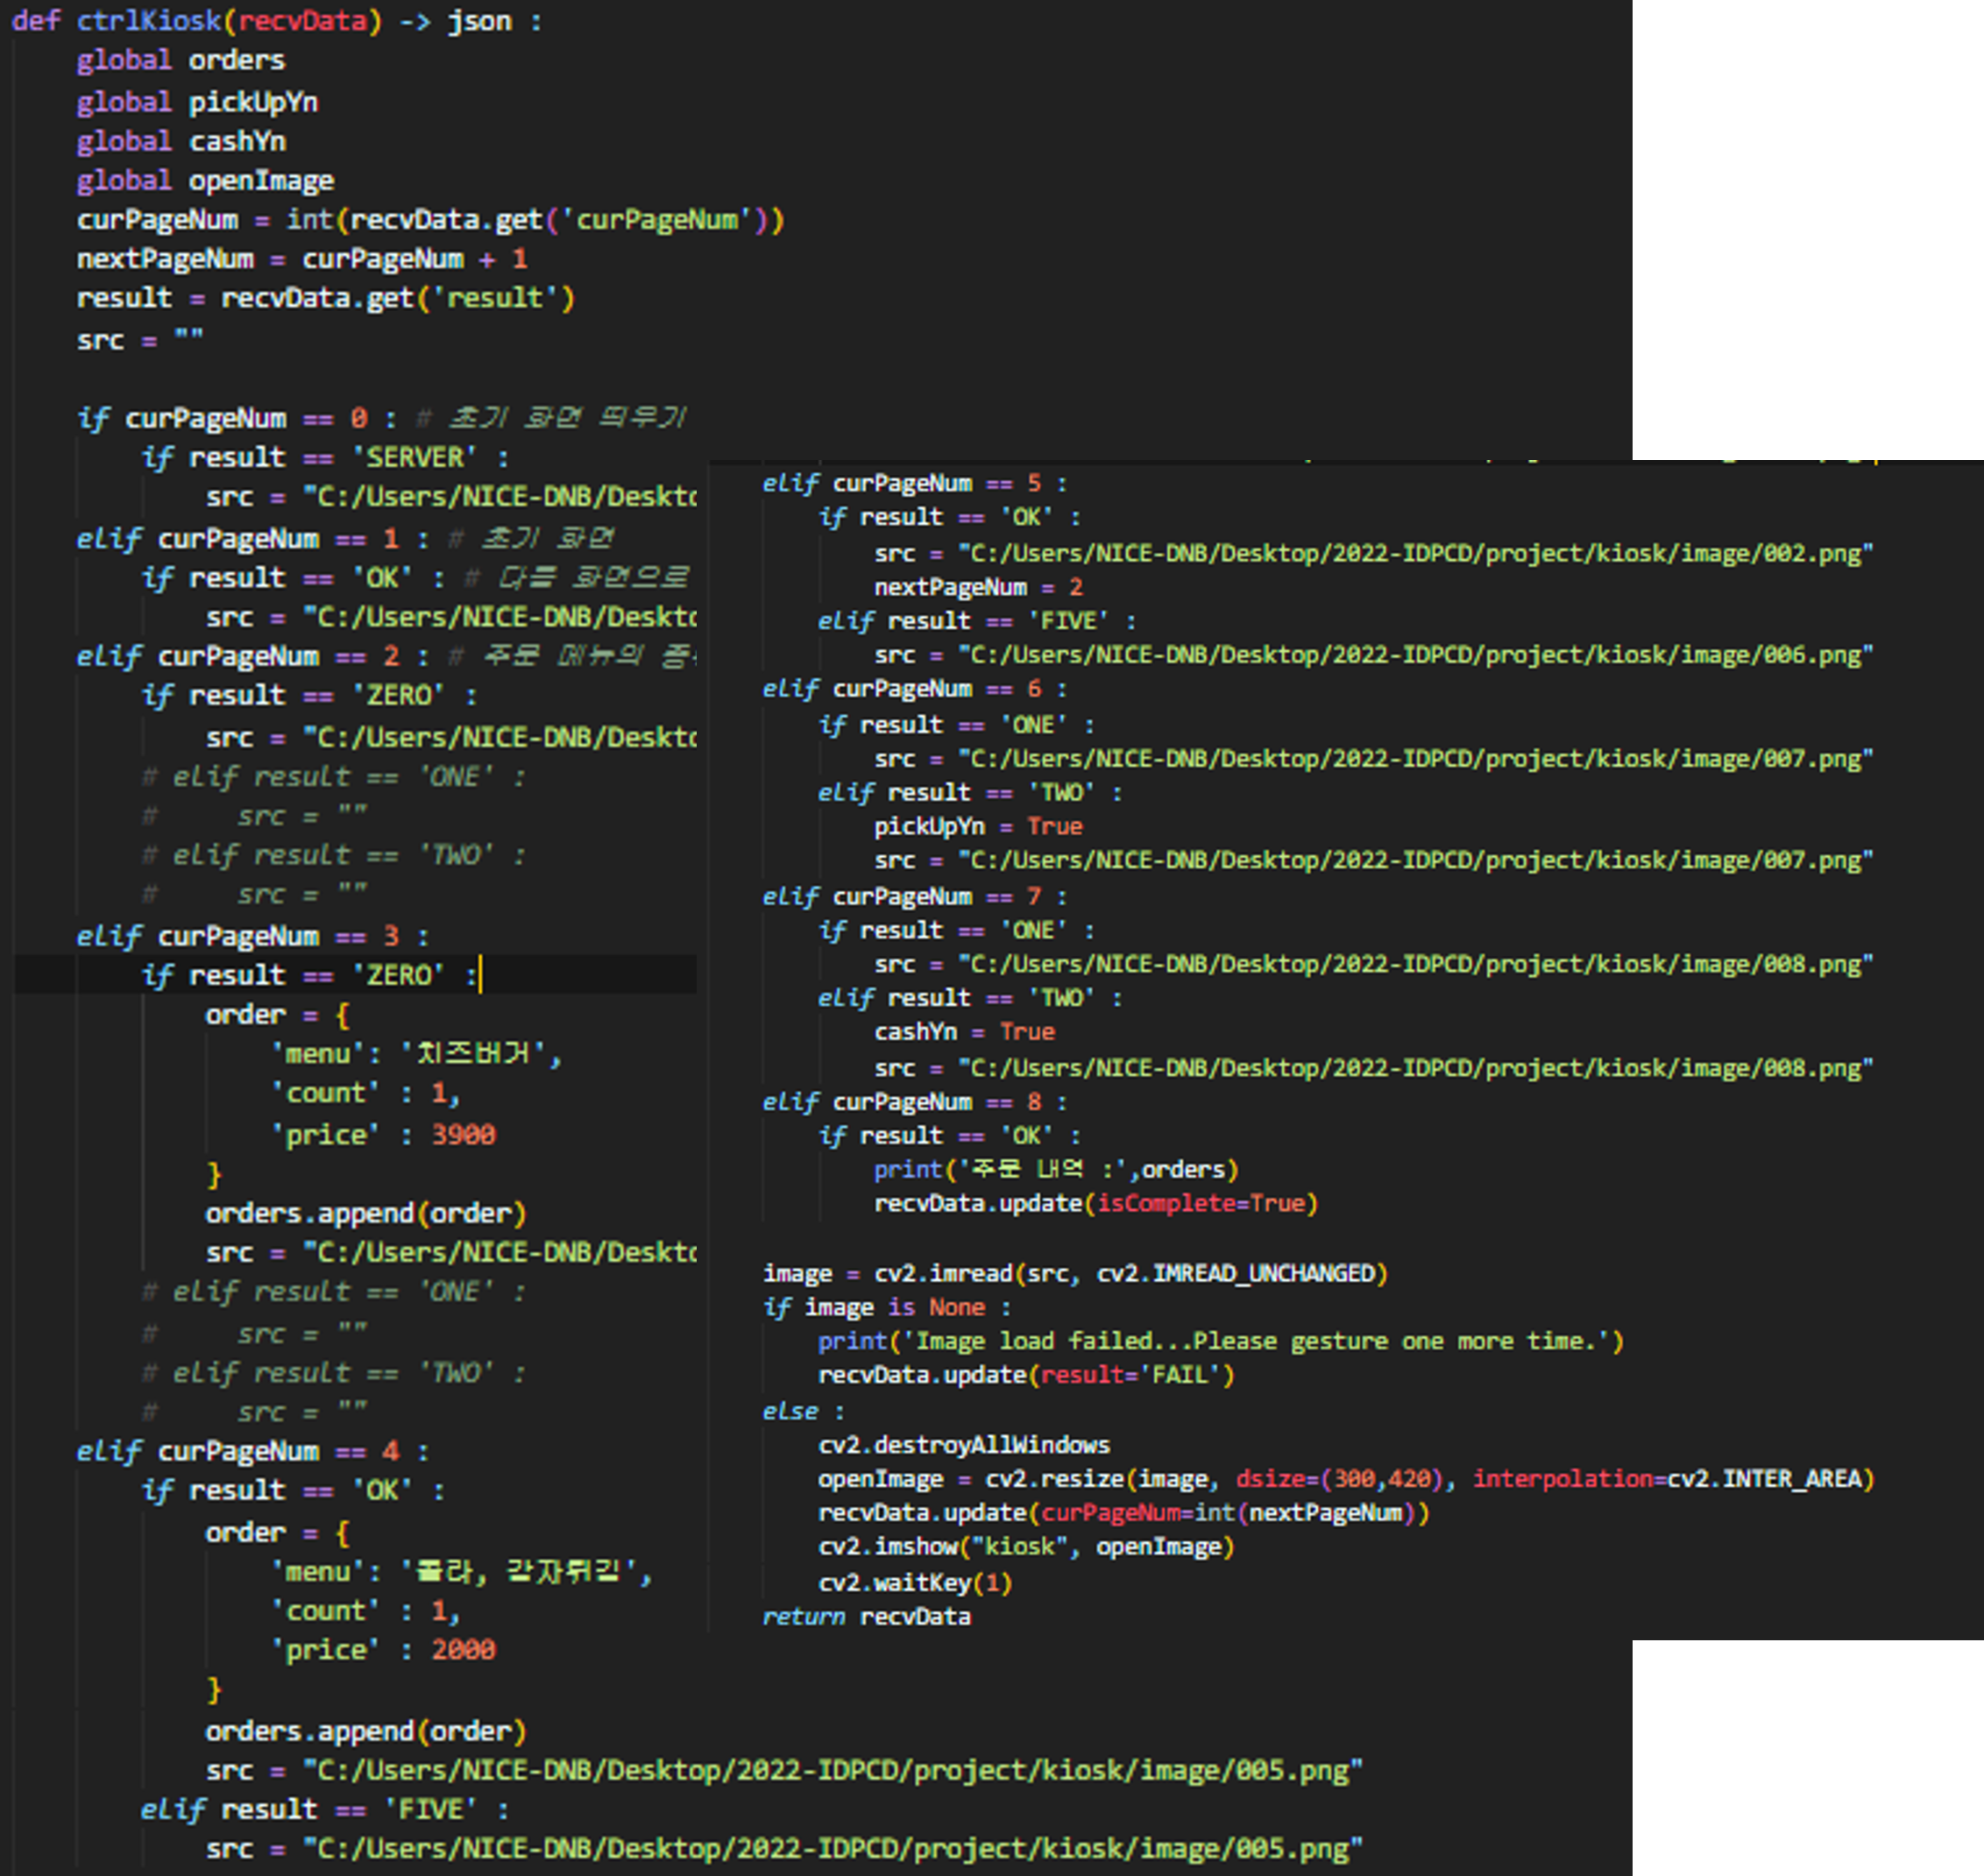 def ctrlKiosk(recvData) -> json :
global orders
global pickUpYn
global cashYn
global openImage
curPageNum = int(recvData.get('curPageNum'))
nextPageNum = curPageNum + 1
result = recvData.get('result')
src = ""
if curPageNum == 0 : # 초기 화면 띄우기
if result == 'SERVER' :
src = "C:/Users/NICE-DNB/Deskto
elif curPageNum == 1 : # 초기 화면
if result == 'OK' : # 다른 화면으로
src = "C:/Users/NICE-DNB/Deskto
elif curPageNum == 2 : # 주문 메뉴의
if result == 'ZERO' :
src = "C:/Users/NICE-DNB/Deskto
# elif result == 'ONE' :
#     src = ""
# elif result == 'TWO' :
#     src = ""
elif curPageNum == 3 :
if result == 'ZERO' :
order = {
'menu': '치즈버거',
'count' : 1,
'price' : 3900
}
orders.append(order)
src = "C:/Users/NICE-DNB/Deskto
# elif result == 'ONE' :
#     src = ""
# elif result == 'TWO' :
#     src = ""
elif curPageNum == 4 :
if result == 'OK' :
order = {
'menu': '콜라, 감자튀김',
'count' : 1,
'price' : 2000
}
orders.append(order)
src = "C:/Users/NICE-DNB/Desktop/2022-IDPCD/project/kiosk/image/005.png"
elif result == 'FIVE' :
src = "C:/Users/NICE-DNB/Desktop/2022-IDPCD/project/kiosk/image/005.png"
elif curPageNum == 5 :
if result == 'OK' :
src = "C:/Users/NICE-DNB/Desktop/2022-IDPCD/project/kiosk/image/002.png"
nextPageNum = 2
elif result == 'FIVE' :
src = "C:/Users/NICE-DNB/Desktop/2022-IDPCD/project/kiosk/image/006.png"
elif curPageNum == 6 :
if result == 'ONE' :
src = "C:/Users/NICE-DNB/Desktop/2022-IDPCD/project/kiosk/image/007.png"
elif result == 'TWO' :
pickUpYn = True
src = "C:/Users/NICE-DNB/Desktop/2022-IDPCD/project/kiosk/image/007.png"
elif curPageNum == 7 :
if result == 'ONE' :
src = "C:/Users/NICE-DNB/Desktop/2022-IDPCD/project/kiosk/image/008.png"
elif result == 'TWO' :
cashYn = True
src = "C:/Users/NICE-DNB/Desktop/2022-IDPCD/project/kiosk/image/008.png"
elif curPageNum == 8 :
if result == 'OK' :
print('주문 내역 :',orders)
recvData.update(isComplete=True)
image = cv2.imread(src, cv2.IMREAD_UNCHANGED)
if image is None :
print('Image load failed...Please gesture one more time.')
recvData.update(result='FAIL')
else :
cv2.destroyAllWindows
openImage = cv2.resize(image, dsize=(300,420), interpolation=cv2.INTER_AREA)
recvData.update(curPageNum=int(nextPageNum))
cv2.imshow("kiosk", openImage)
cv2.waitKey(1)
return recvData